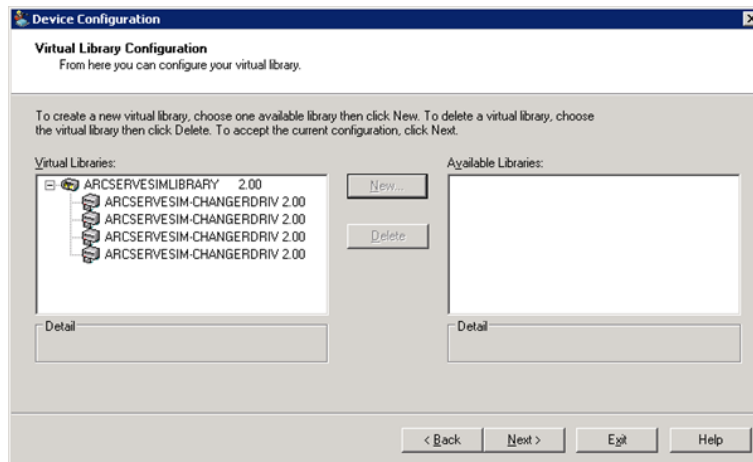 Device Configuration
Virtual Library Configuration
From here you can configure your virtual library.
To create a new virtual library, choose one available library then click New. To delete a virtual library, choose
the virtual library then click Delete. To accept the current configuration, click Next.
Virtual Libraries:
Available Libraries:
ARCSERVESIMLIBRARY 2.00
ARCSERVESIM-CHANGERDRIV 2.00
ARCSERVESIM-CHANGERDRIV 2.00
ARCSERVESIM-CHANGERDRIV 2.00
ARCSERVESIM-CHANGERDRIV 2.00
New...
Delete
Detail
Detail
< Back
Next >
Exit
Help